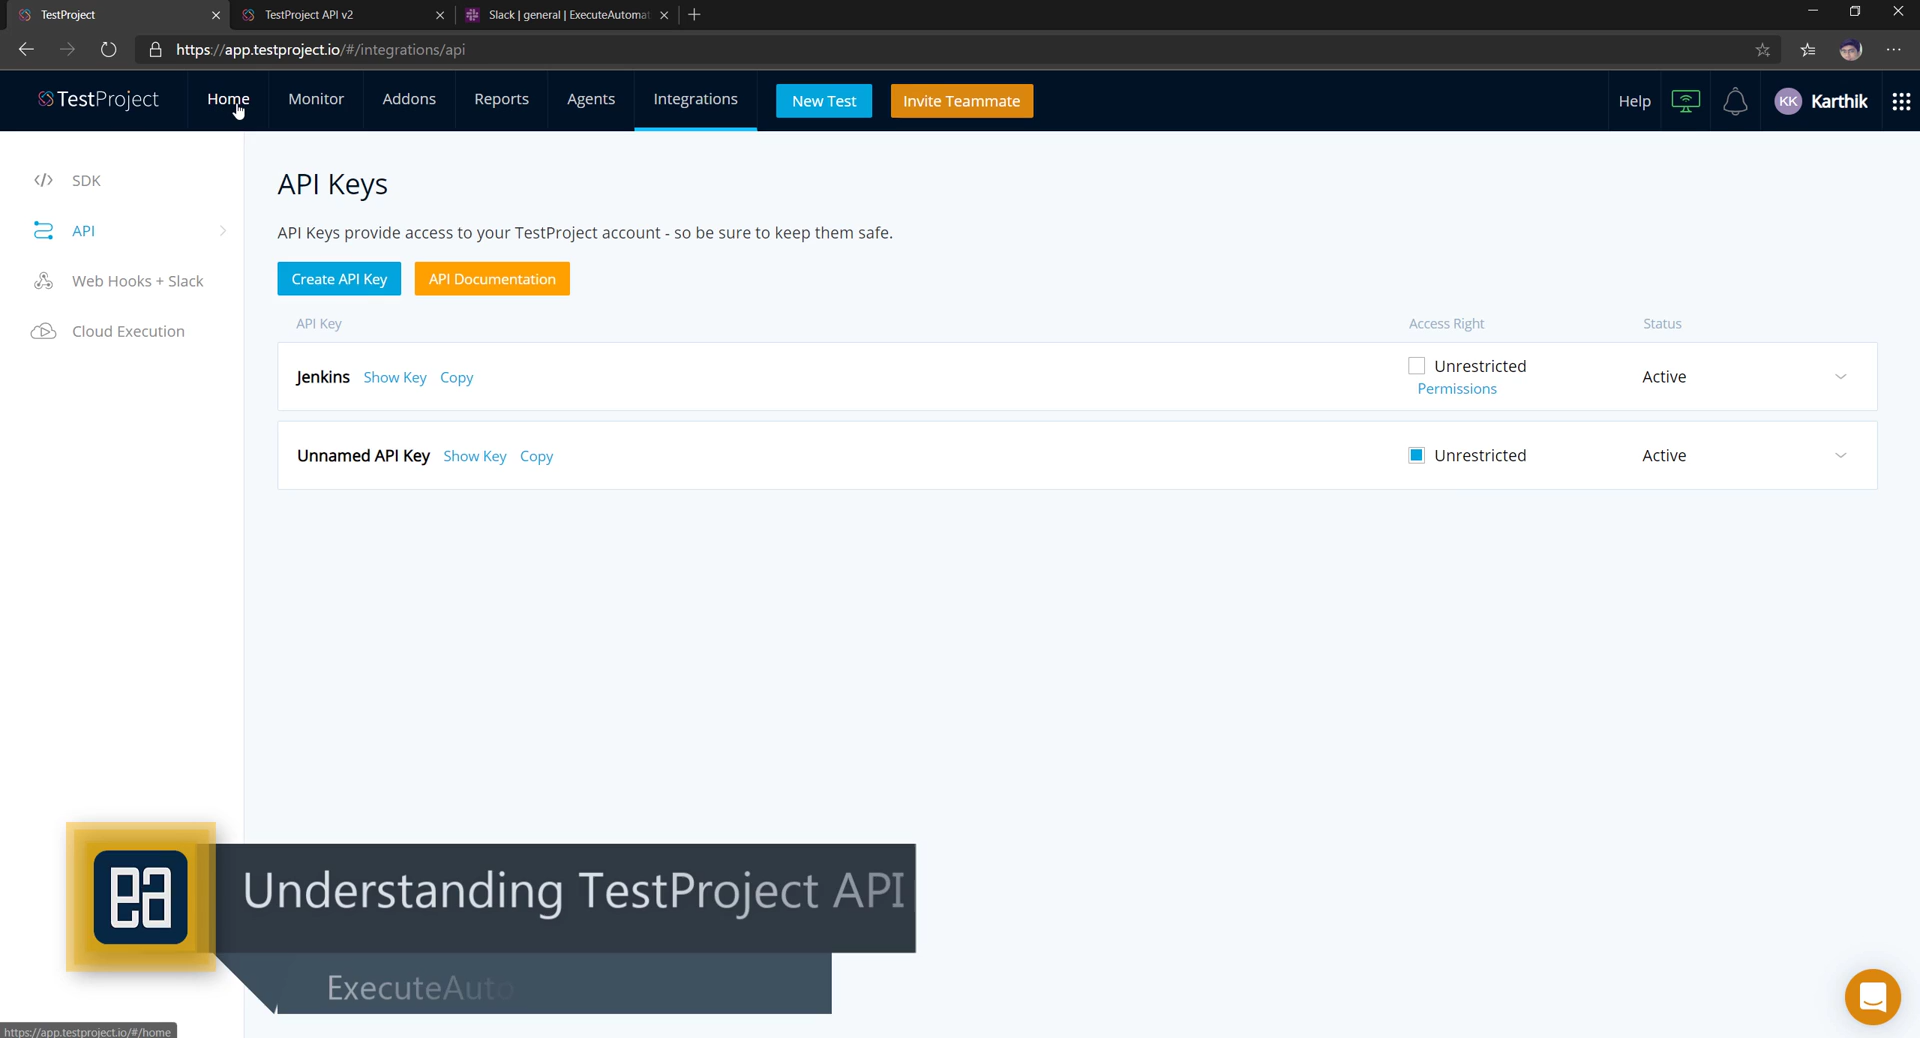 TestProject
TestProject API v2
Slack | general | ExecuteAutomat
https://app.testproject.io/#/integrations/api
TestProject
Home
Monitor
Addons
Reports
Agents
Integrations
New Test
Invite Teammate
Help
KK
Karthik
SDK
API
Web Hooks + Slack
Cloud Execution
API Keys
API Keys provide access to your TestProject account - so be sure to keep them safe.
Create API Key
API Documentation
API Key
Access Right
Status
Jenkins Show Key Copy
Unrestricted
Permissions
Active
Unnamed API Key Show Key Copy
Unrestricted
Active
ea
Understanding TestProject API
ExecuteAuto
https://app.testproject.io/#/home